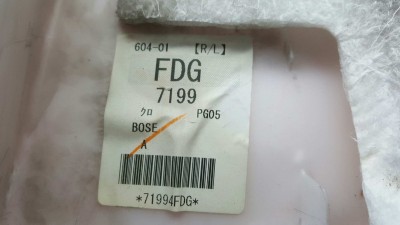 604-01 【R/L】
FDG
7199
クロ PG05
BOSE
A
*71994FDG*